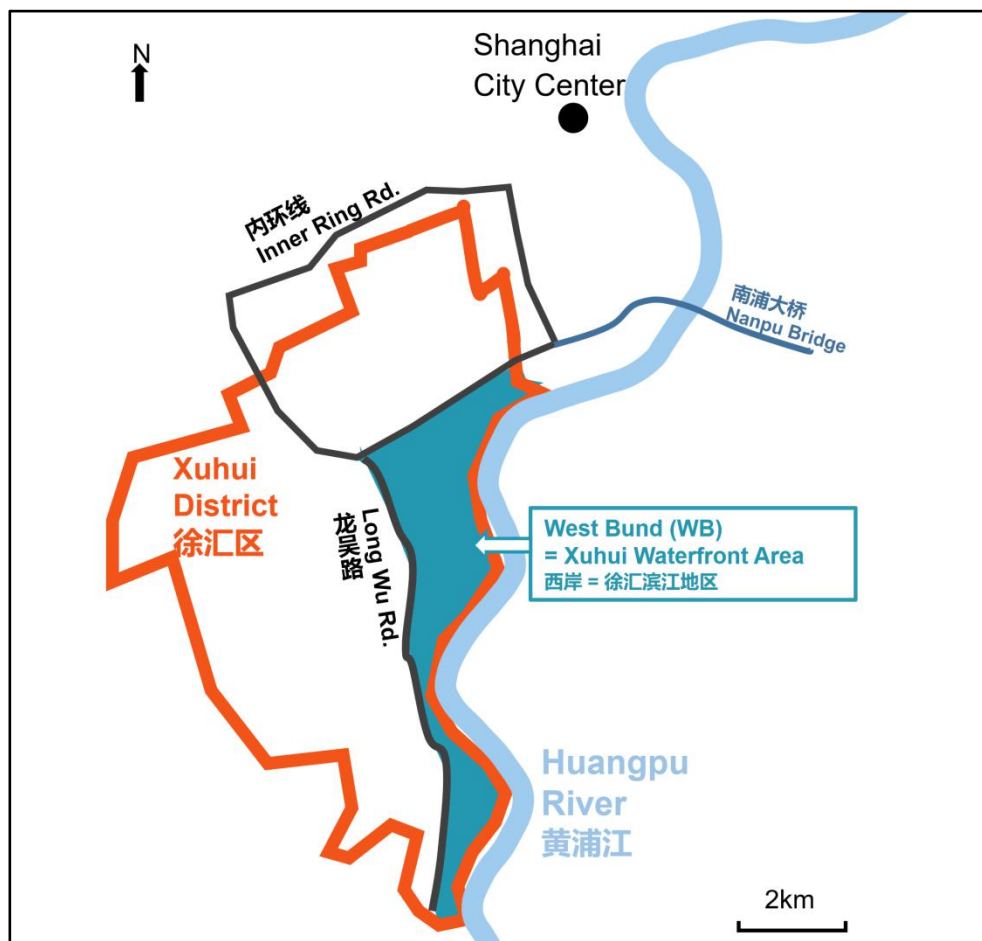 Shanghai
City Center
N
内环线
Inner Ring Rd.
南浦大桥
Nanpu Bridge
Xuhui
District
徐汇区
Long Wu Rd.
龙吴路
West Bund (WB)
= Xuhui Waterfront Area
西岸 = 徐汇滨江地区
Huangpu
River
黄浦江
2km